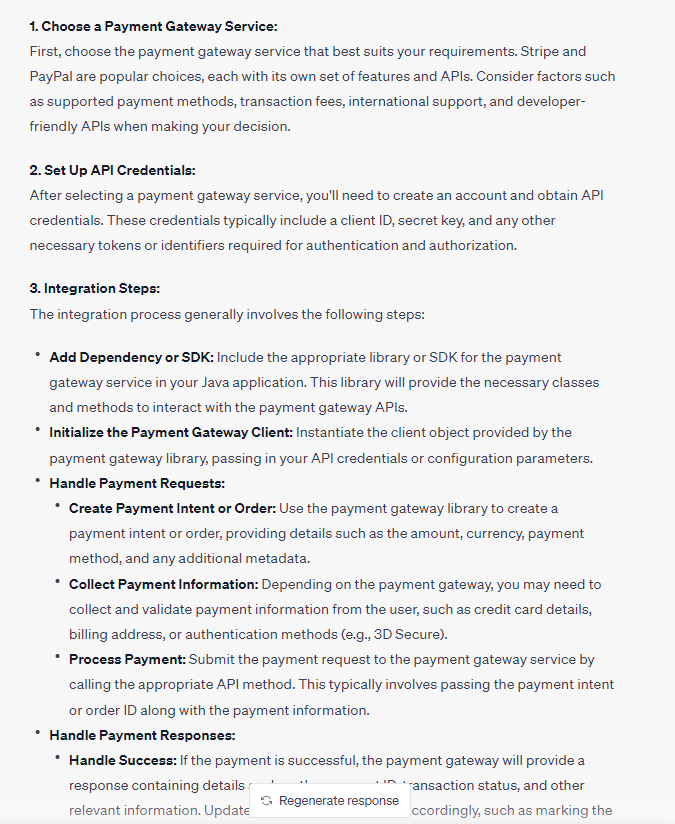 1. Choose a Payment Gateway Service:
First, choose the payment gateway service that best suits your requirements. Stripe and
PayPal are popular choices, each with its own set of features and APIs. Consider factors such
as supported payment methods, transaction fees, international support, and developer-
friendly APIs when making your decision.
2. Set Up API Credentials:
After selecting a payment gateway service, you'll need to create an account and obtain API
credentials. These credentials typically include a client ID, secret key, and any other
necessary tokens or identifiers required for authentication and authorization.
3. Integration Steps:
The integration process generally involves the following steps:
• Add Dependency or SDK: Include the appropriate library or SDK for the payment
gateway service in your Java application. This library will provide the necessary classes
and methods to interact with the payment gateway APIs.
• Initialize the Payment Gateway Client: Instantiate the client object provided by the
payment gateway library, passing in your API credentials or configuration parameters.
• Handle Payment Requests:
• Create Payment Intent or Order: Use the payment gateway library to create a
payment intent or order, providing details such as the amount, currency, payment
method, and any additional metadata.
• Collect Payment Information: Depending on the payment gateway, you may need to
collect and validate payment information from the user, such as credit card details,
billing address, or authentication methods (e.g., 3D Secure).
• Process Payment: Submit the payment request to the payment gateway service by
calling the appropriate API method. This typically involves passing the payment intent
or order ID along with the payment information.
• Handle Payment Responses:
• Handle Success: If the payment is successful, the payment gateway will provide a
response containing details transaction status, and other
relevant information. Update accordingly, such as marking the
Regenerate response